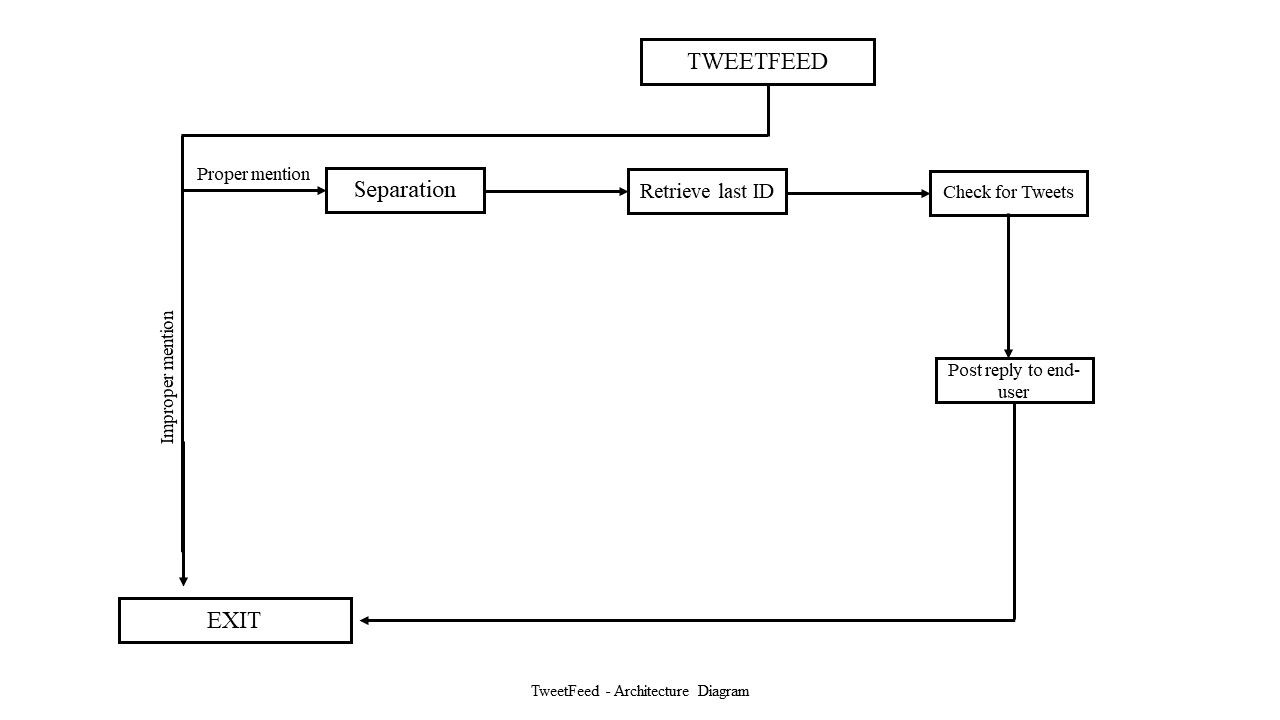 TWEETFEED
Proper mention
Separation
Retrieve last ID
Check for Tweets
Improper mention
Post reply to end-
user
EXIT
TweetFeed - Architecture Diagram